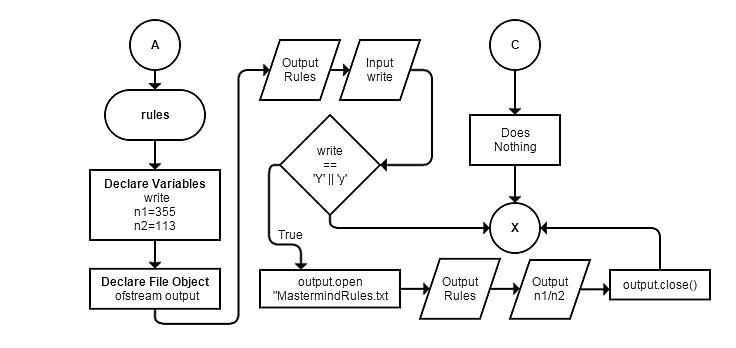 A
rules
Declare Variables
write
n1=355
n2=113
Declare File Object
ofstream output
Output
Rules
Input
write
write
==
'Y' || 'y'
True
output.open
"MastermindRules.txt
Output
Rules
Output
n1/n2
output.close()
C
Does
Nothing
X